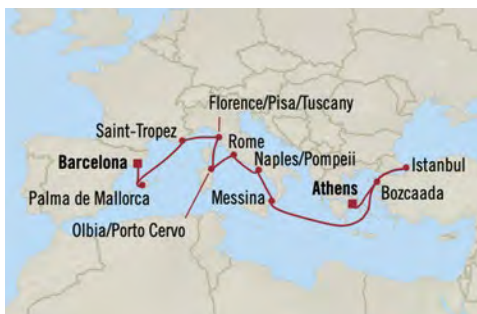 Florence/Pisa/Tuscany
Saint-Tropez
Rome
Barcelona
Naples/Pompeii
Istanbul
Palma de Mallorca
Messina
Athens
Bozcaada
Olbia/Porto Cervo